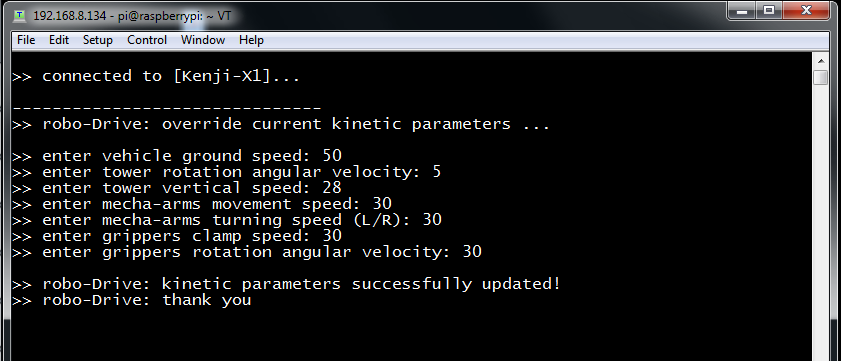 192.168.8.134 - pi@raspberrypi: ~ VT
File Edit Setup Control Window Help
>> connected to [Kenji-X1]...
-------------------------------
>> robo-Drive: override current kinetic parameters ...
>> enter vehicle ground speed: 50
>> enter tower rotation angular velocity: 5
>> enter tower vertical speed: 28
>> enter mecha-arms movement speed: 30
>> enter mecha-arms turning speed (L/R): 30
>> enter grippers clamp speed: 30
>> enter grippers rotation angular velocity: 30
>> robo-Drive: kinetic parameters successfully updated!
>> robo-Drive: thank you